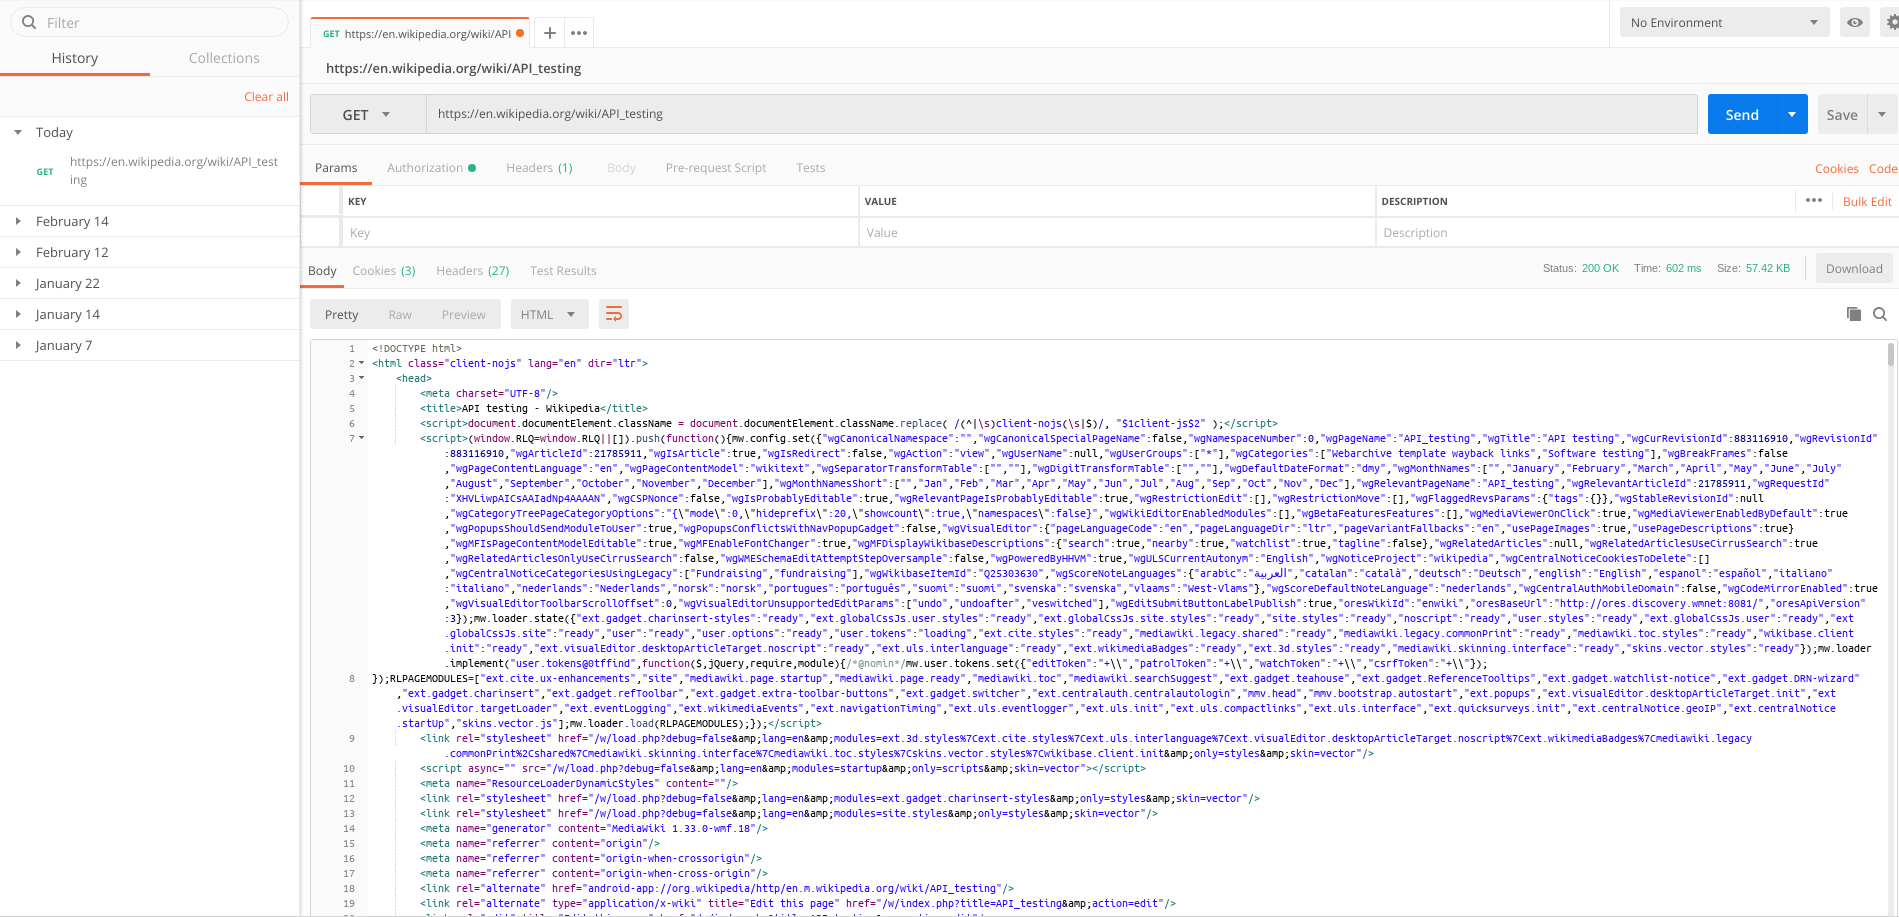 Filter
History
Collections
Clear all
Today
GET
https://en.wikipedia.org/wiki/API_test
ing
February 14
February 12
January 22
January 14
January 7
GET https://en.wikipedia.org/wiki/API
No Environment
https://en.wikipedia.org/wiki/API_testing
GET
https://en.wikipedia.org/wiki/API_testing
Send
Save
Params Authorization Headers (1) Body Pre-request Script Tests
Cookies Code
KEY VALUE DESCRIPTION ••• Bulk Edit
Key Value Description
Body Cookies (3) Headers (27) Test Results
Status: 200 OK Time: 602 ms Size: 57.42 KB Download
Pretty Raw Preview HTML
1 <!DOCTYPE html>
2 <html class="client-nojs" lang="en" dir="ltr">
3 <head>
4 <meta charset="UTF-8"/>
5 <title>API testing - Wikipedia</title>
6 <script>document.documentElement.className = document.documentElement.className.replace( /(^|\s)client-nojs(\s|$)/, "$1client-js$2" );</script>
7 <script>(window.RLQ=window.RLQ||[]).push(function(){mw.config.set({"wgCanonicalNamespace":"","wgCanonicalSpecialPageName":false,"wgNamespaceNumber":0,"wgPageName":"API_testing","wgTitle":"API testing","wgCurRevisionId":883116910,"wgRevisionId"
:883116910,"wgArticleId":21785911,"wgIsArticle":true,"wgIsRedirect":false,"wgAction":"view","wgUserName":null,"wgUserGroups":["*"],"wgCategories":["Webarchive template wayback links","Software testing"],"wgBreakFrames":false
,"wgPageContentLanguage":"en","wgPageContentModel":"wikitext","wgSeparatorTransformTable":["",""],"wgDigitTransformTable":["",""],"wgDefaultDateFormat":"dmy","wgMonthNames":["","January","February","March","April","May","June","July"
,"August","September","October","November","December"],"wgMonthNamesShort":["","Jan","Feb","Mar","Apr","May","Jun","Jul","Aug","Sep","Oct","Nov","Dec"],"wgRelevantPageName":"API_testing","wgRelevantArticleId":21785911,"wgRequestId"
:"XHVLiwpAICsAAIadNp4AAAAN","wgCSPNonce":false,"wgIsProbablyEditable":true,"wgRelevantPageIsProbablyEditable":true,"wgRestrictionEdit":[],"wgRestrictionMove":[],"wgFlaggedRevsParams":{"tags":{}},"wgStableRevisionId":null
,"wgCategoryTreePageCategoryOptions":"{\"mode\":0,\"hideprefix\":20,\"showcount\":true,\"namespaces\":false}","wgWikiEditorEnabledModules":[],"wgBetaFeaturesFeatures":[],"wgMediaViewerOnClick":true,"wgMediaViewerEnabledByDefault":true
,"wgPopupsShouldSendModuleToUser":true,"wgPopupsConflictsWithNavPopupGadget":false,"wgVisualEditor":{"pageLanguageCode":"en","pageLanguageDir":"ltr","pageVariantFallbacks":"en","usePageImages":true,"usePageDescriptions":true}
,"wgMFIsPageContentModelEditable":true,"wgMFEnableFontChanger":true,"wgMFDisplayWikibaseDescriptions":{"search":true,"nearby":true,"watchlist":true,"tagline":false},"wgRelatedArticles":null,"wgRelatedArticlesUseCirrusSearch":true
,"wgRelatedArticlesOnlyUseCirrusSearch":false,"wgWMESchemaEditAttemptStepOversample":false,"wgPoweredByHHVM":true,"wgULSCurrentAutonym":"English","wgNoticeProject":"wikipedia","wgCentralNoticeCookiesToDelete":[]
,"wgCentralNoticeCategoriesUsingLegacy":["Fundraising","fundraising"],"wgWikibaseItemId":"Q25303630","wgScoreNoteLanguages":{"arabic":"العربية","catalan":"català","deutsch":"Deutsch","english":"English","espanol":"español","italiano"
:"italiano","nederlands":"Nederlands","norsk":"norsk","portugues":"português","suomi":"suomi","svenska":"svenska","vlaams":"West-Vlams"},"wgScoreDefaultNoteLanguage":"nederlands","wgCentralAuthMobileDomain":false,"wgCodeMirrorEnabled":true
,"wgVisualEditorToolbarScrollOffset":0,"wgVisualEditorUnsupportedEditParams":["undo","undoafter","veswitched"],"wgEditSubmitButtonLabelPublish":true,"oresWikiId":"enwiki","oresBaseUrl":"http://ores.discovery.wmnet:8081/","oresApiVersion"
:3});mw.loader.state({"ext.gadget.charinsert-styles":"ready","ext.globalCssJs.user.styles":"ready","ext.globalCssJs.site.styles":"ready","site.styles":"ready","noscript":"ready","user.styles":"ready","ext.globalCssJs.user":"ready","ext
.globalCssJs.site":"ready","user":"ready","user.options":"ready","user.tokens":"loading","ext.cite.styles":"ready","mediawiki.legacy.shared":"ready","mediawiki.legacy.commonPrint":"ready","mediawiki.toc.styles":"ready","wikibase.client
.init":"ready","ext.visualEditor.desktopArticleTarget.noscript":"ready","ext.uls.interlanguage":"ready","ext.wikimediaBadges":"ready","ext.3d.styles":"ready","mediawiki.skinning.interface":"ready","skins.vector.styles":"ready"});mw.loader
.implement("user.tokens@0tffind",function($,jQuery,require,module){/*@nomin*/mw.user.tokens.set({"editToken":"+\\","patrolToken":"+\\","watchToken":"+\\","csrfToken":"+\\"});
8 });RLPAGEMODULES=["ext.cite.ux-enhancements","site","mediawiki.page.startup","mediawiki.page.ready","mediawiki.toc","mediawiki.searchSuggest","ext.gadget.teahouse","ext.gadget.ReferenceTooltips","ext.gadget.watchlist-notice","ext.gadget.DRN-wizard"
,"ext.gadget.charinsert","ext.gadget.refToolbar","ext.gadget.extra-toolbar-buttons","ext.gadget.switcher","ext.centralauth.centralautologin","mmv.head","mmv.bootstrap.autostart","ext.popups","ext.visualEditor.desktopArticleTarget.init","ext
.visualEditor.targetLoader","ext.eventLogging","ext.wikimediaEvents","ext.navigationTiming","ext.uls.eventlogger","ext.uls.init","ext.uls.compactlinks","ext.uls.interface","ext.quicksurveys.init","ext.centralNotice.geoIP","ext.centralNotice
.startUp","skins.vector.js"];mw.loader.load(RLPAGEMODULES);});</script>
9 <link rel="stylesheet" href="/w/load.php?debug=false&amp;lang=en&amp;modules=ext.3d.styles%7Cext.cite.styles%7Cext.uls.interlanguage%7Cext.visualEditor.desktopArticleTarget.noscript%7Cext.wikimediaBadges%7Cmediawiki.legacy
.commonPrint%2Cshared%7Cmediawiki.skinning.interface%7Cmediawiki.toc.styles%7Cskins.vector.styles%7Cwikibase.client.init&amp;only=styles&amp;skin=vector"/>
10 <script async="" src="/w/load.php?debug=false&amp;lang=en&amp;modules=startup&amp;only=scripts&amp;skin=vector"></script>
11 <meta name="ResourceLoaderDynamicStyles" content=""/>
12 <link rel="stylesheet" href="/w/load.php?debug=false&amp;lang=en&amp;modules=ext.gadget.charinsert-styles&amp;only=styles&amp;skin=vector"/>
13 <link rel="stylesheet" href="/w/load.php?debug=false&amp;lang=en&amp;modules=site.styles&amp;only=styles&amp;skin=vector"/>
14 <meta name="generator" content="MediaWiki 1.33.0-wmf.18"/>
15 <meta name="referrer" content="origin"/>
16 <meta name="referrer" content="origin-when-crossorigin"/>
17 <meta name="referrer" content="origin-when-cross-origin"/>
18 <link rel="alternate" href="android-app://org.wikipedia/http/en.m.wikipedia.org/wiki/API_testing"/>
19 <link rel="alternate" type="application/x-wiki" title="Edit this page" href="/w/index.php?title=API_testing&amp;action=edit"/>